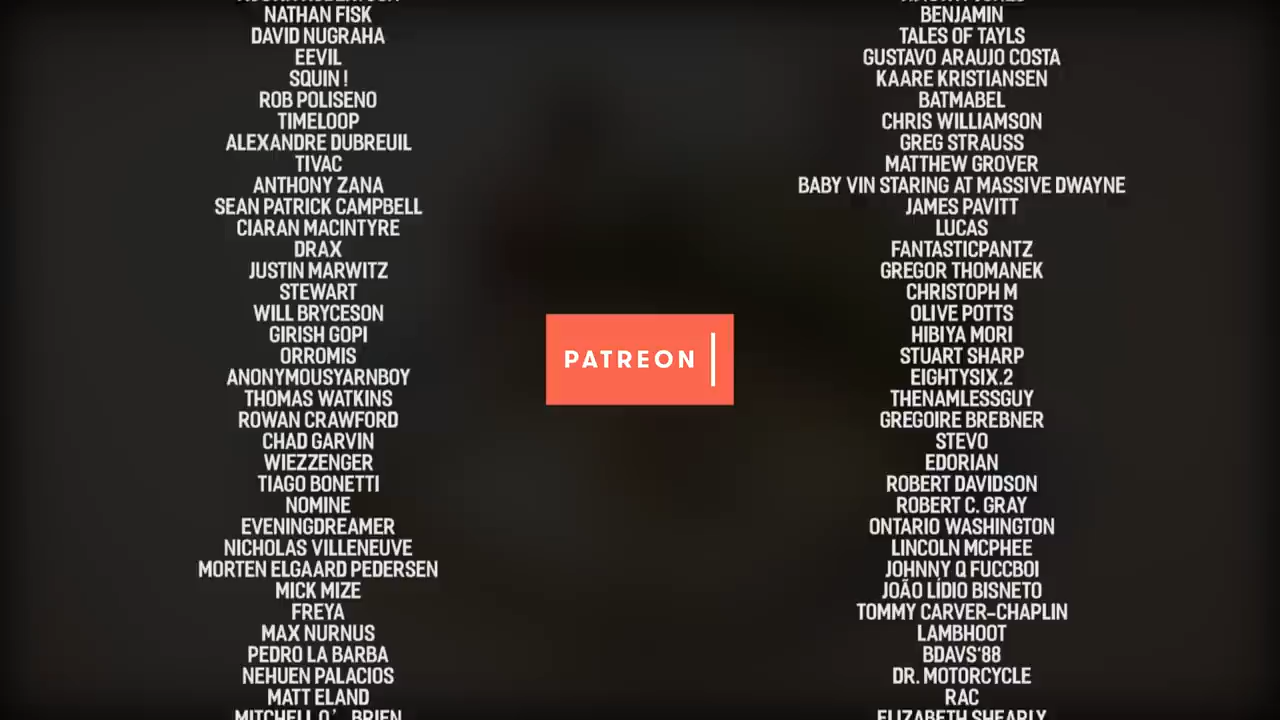 NATHAN FISK
DAVID NUGRAHA
EEVIL
SQUIN !
ROB POLISENO
TIMELOOP
ALEXANDRE DUBREUIL
TIVAC
ANTHONY ZANA
SEAN PATRICK CAMPBELL
CIARAN MACINTYRE
DRAX
JUSTIN MARWITZ
STEWART
WILL BRYCESON
GIRISH GOPI
ORROMIS
ANONYMOUSYARNBOY
THOMAS WATKINS
ROWAN CRAWFORD
CHAD GARVIN
WIEZZENGER
TIAGO BONETTI
NOMINE
EVENINGDREAMER
NICHOLAS VILLENEUVE
MORTEN ELGAARD PEDERSEN
MICK MIZE
FREYA
MAX NURNUS
PEDRO LA BARBA
NEHUEN PALACIOS
MATT ELAND
MITCHELL O’ BRIEN
PATREON
BENJAMIN
TALES OF TAYLS
GUSTAVO ARAUJO COSTA
KAARE KRISTIANSEN
BATMABEL
CHRIS WILLIAMSON
GREG STRAUSS
MATTHEW GROVER
BABY VIN STARING AT MASSIVE DWAYNE
JAMES PAVITT
LUCAS
FANTASTICPANTZ
GREGOR THOMANEK
CHRISTOPH M
OLIVE POTTS
HIBIYA MORI
STUART SHARP
EIGHTYSIX.2
THENAMLESSGUY
GREGOIRE BREBNER
STEVO
EDORIAN
ROBERT DAVIDSON
ROBERT C. GRAY
ONTARIO WASHINGTON
LINCOLN MCPHEE
JOHNNY Q FUCCBOI
JOÃO LÍDIO BISNETO
TOMMY CARVER-CHAPLIN
LAMBHOOT
BDAVS'88
DR. MOTORCYCLE
RAC
ELIZABETH SHEARLY